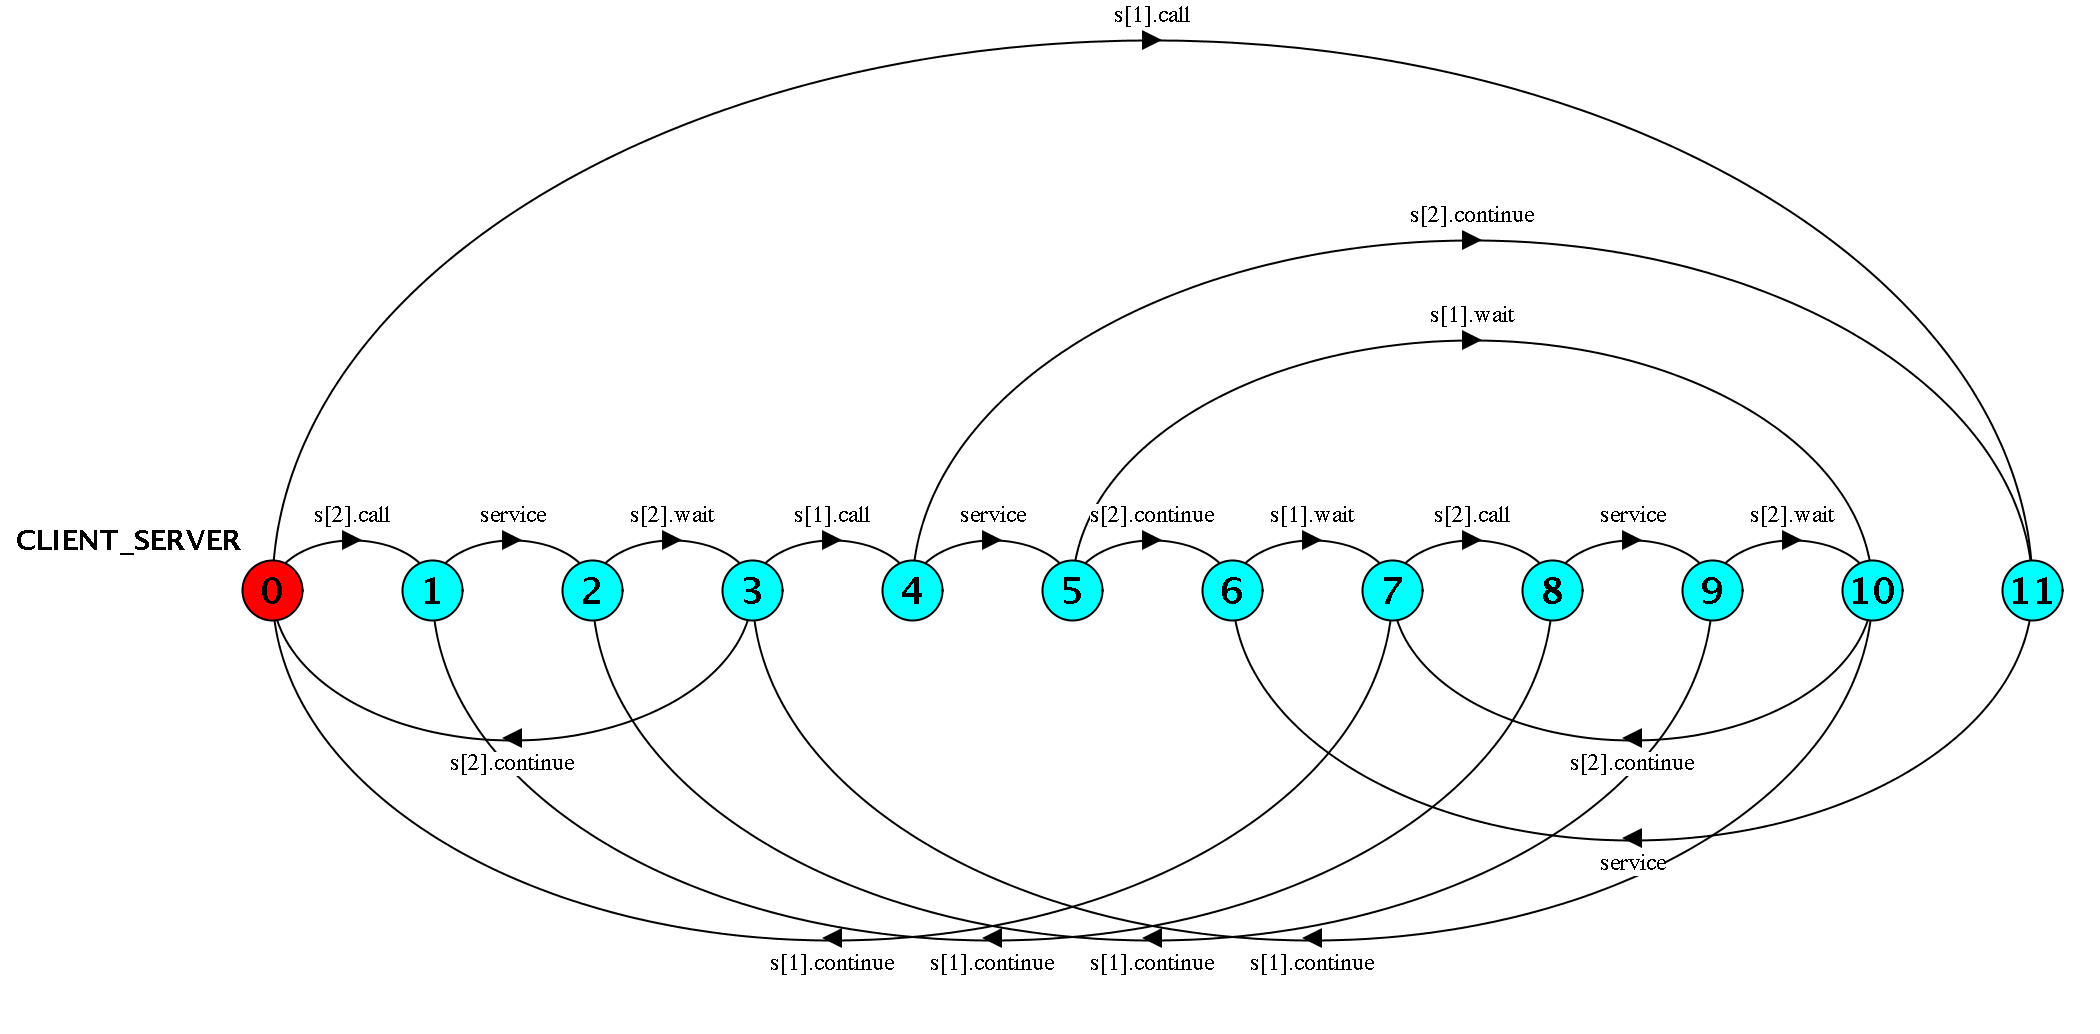 s[1].call
s[2].continue
s[1].wait
s[2].call service s[2].wait s[1].call service s[2].continue s[1].wait s[2].call service s[2].wait
CLIENT_SERVER
0 1 2 3 4 5 6 7 8 9 10 11
s[2].continue s[2].continue
service
s[1].continue s[1].continue s[1].continue s[1].continue